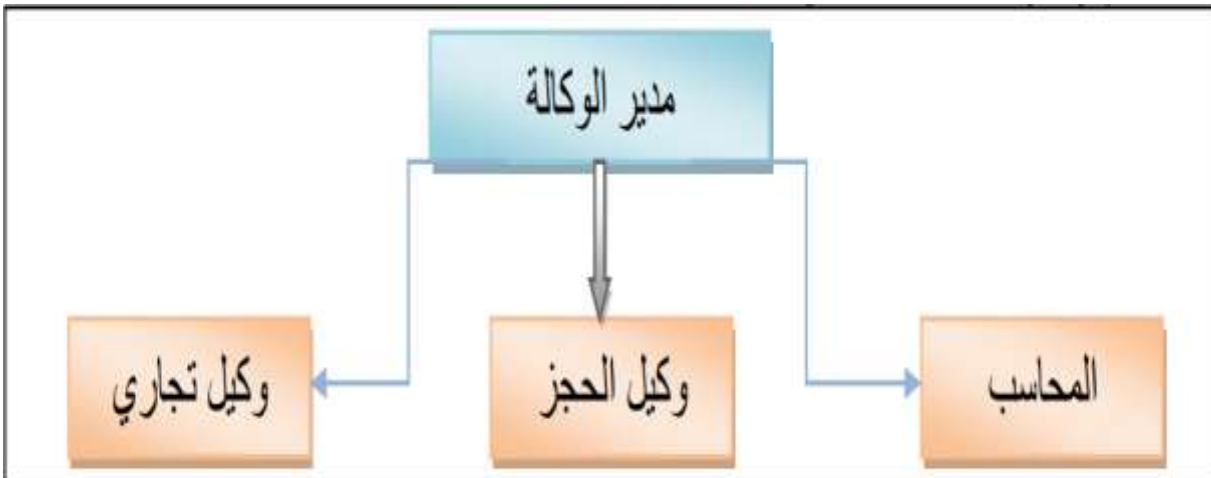 مدير الوكالة
المحاسب
وكيل الحجز
وكيل تجاري